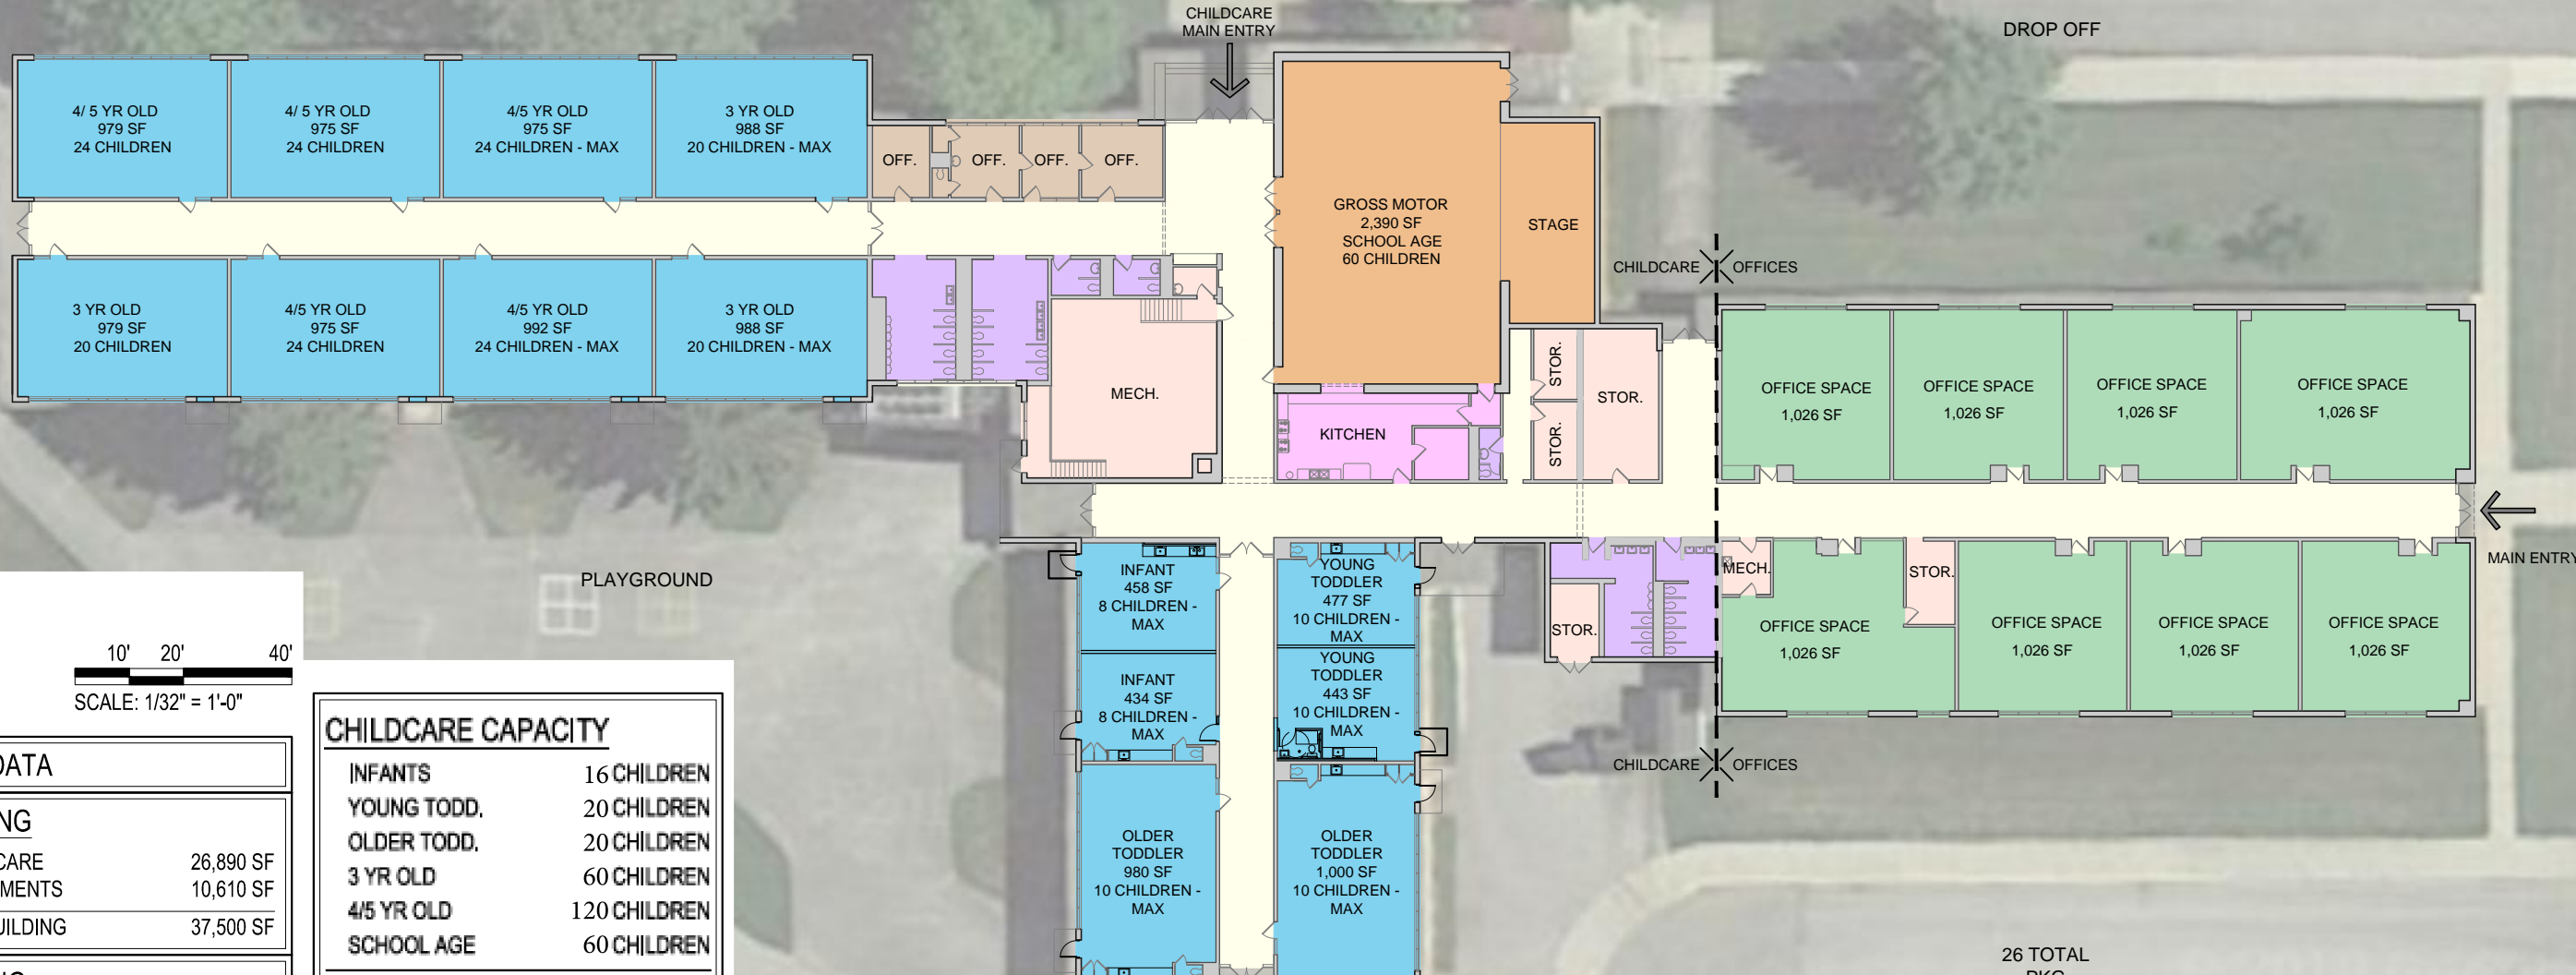 CHILDCARE
MAIN ENTRY
DROP OFF
4/ 5 YR OLD
979 SF
24 CHILDREN
4/ 5 YR OLD
975 SF
24 CHILDREN
4/5 YR OLD
975 SF
24 CHILDREN - MAX
3 YR OLD
988 SF
20 CHILDREN - MAX
OFF.
OFF.
OFF.
OFF.
GROSS MOTOR
2,390 SF
SCHOOL AGE
60 CHILDREN
STAGE
CHILDCARE
OFFICES
3 YR OLD
979 SF
20 CHILDREN
4/5 YR OLD
975 SF
24 CHILDREN
4/5 YR OLD
992 SF
24 CHILDREN - MAX
3 YR OLD
988 SF
20 CHILDREN - MAX
MECH.
KITCHEN
STOR.
STOR.
STOR.
OFFICE SPACE
1,026 SF
OFFICE SPACE
1,026 SF
OFFICE SPACE
1,026 SF
OFFICE SPACE
1,026 SF
MAIN ENTRY
PLAYGROUND
INFANT
458 SF
8 CHILDREN -
MAX
YOUNG
TODDLER
477 SF
10 CHILDREN -
MAX
INFANT
434 SF
8 CHILDREN -
MAX
YOUNG
TODDLER
443 SF
10 CHILDREN -
MAX
STOR.
MECH.
STOR.
OFFICE SPACE
1,026 SF
OFFICE SPACE
1,026 SF
OFFICE SPACE
1,026 SF
OFFICE SPACE
1,026 SF
CHILDCARE
OFFICES
OLDER
TODDLER
980 SF
10 CHILDREN -
MAX
OLDER
TODDLER
1,000 SF
10 CHILDREN -
MAX
10' 20' 40'
SCALE: 1/32" = 1'-0"
DATA
NG
CARE 26,890 SF
MENTS 10,610 SF
UILDING 37,500 SF
CHILDCARE CAPACITY
INFANTS 16 CHILDREN
YOUNG TODD. 20 CHILDREN
OLDER TODD. 20 CHILDREN
3 YR OLD 60 CHILDREN
4/5 YR OLD 120 CHILDREN
SCHOOL AGE 60 CHILDREN
26 TOTAL